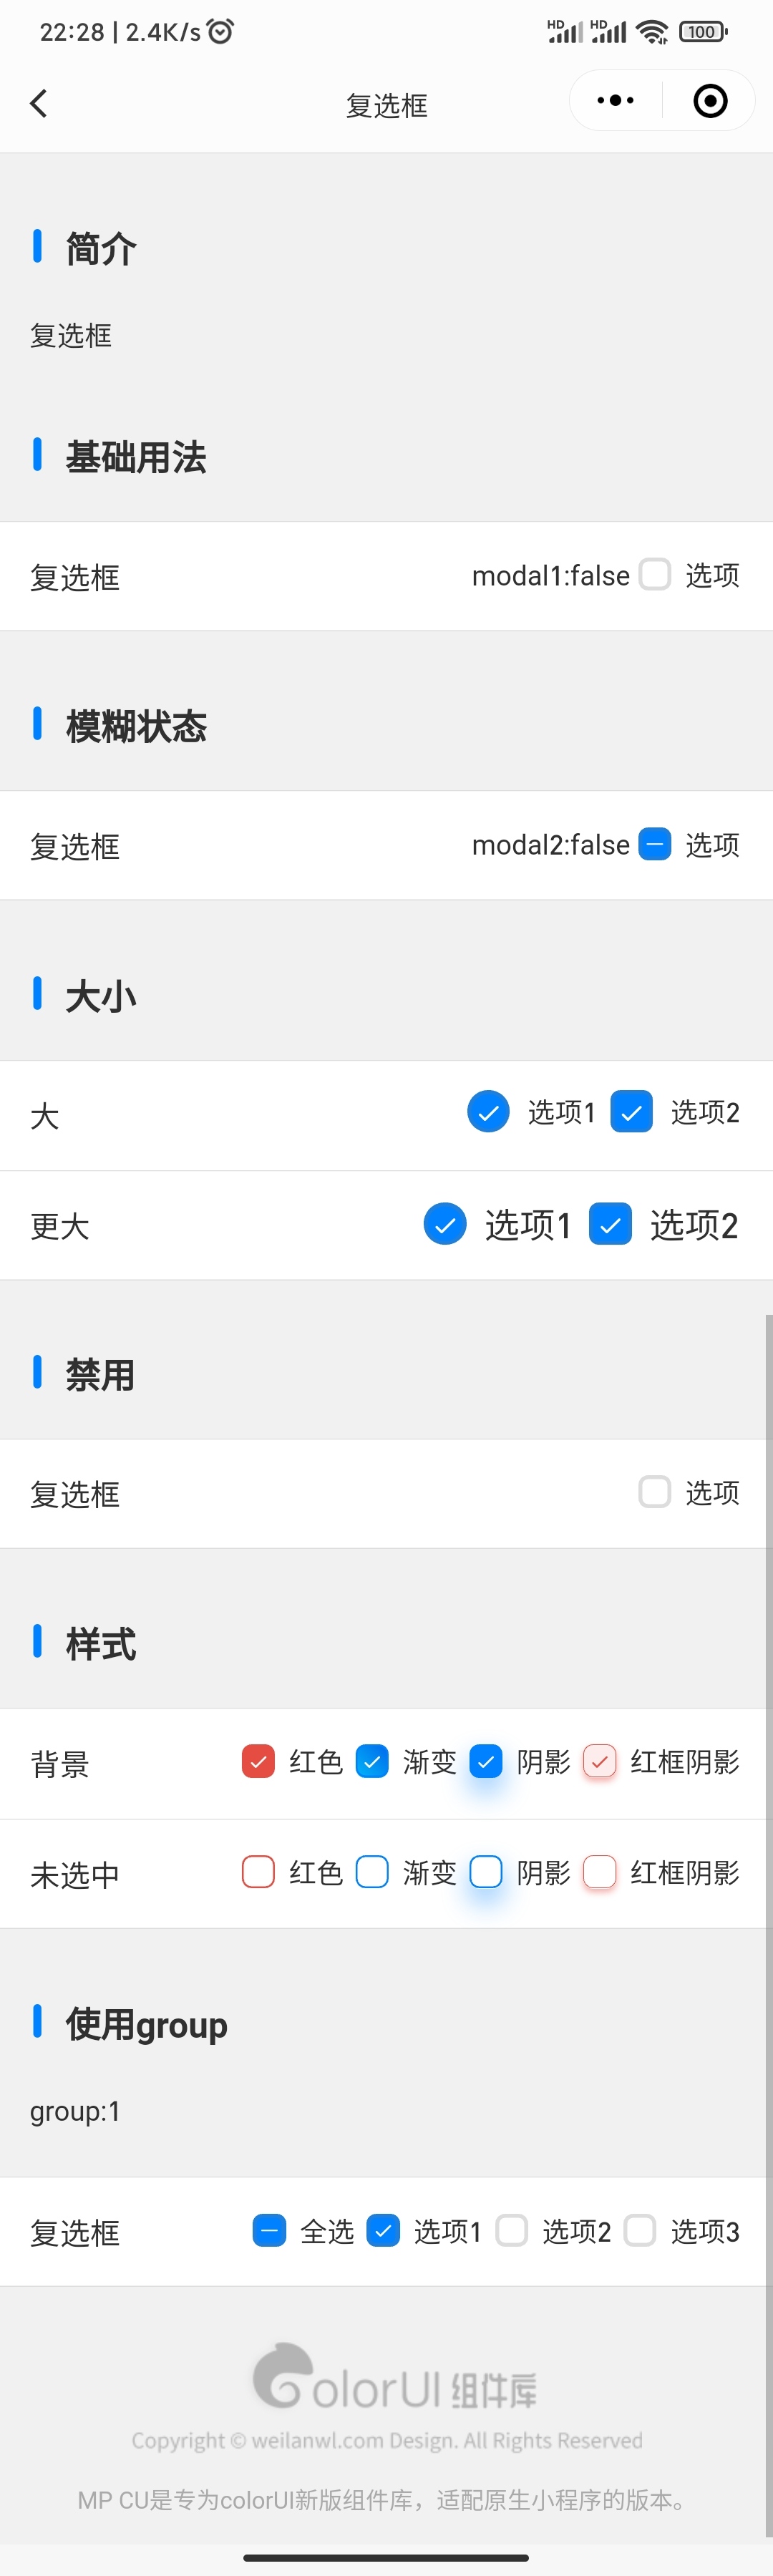 22:28 | 2.4K/s HD HD 100
复选框
简介
复选框
基础用法
复选框 modal1:false 选项
模糊状态
复选框 modal2:false 选项
大小
大 选项1 选项2
更大 选项1 选项2
禁用
复选框 选项
样式
背景 红色 渐变 阴影 红框阴影
未选中 红色 渐变 阴影 红框阴影
使用group
group:1
复选框 全选 选项1 选项2 选项3
ColorUI 组件库
Copyright © weilanwl.com Design. All Rights Reserved
MP CU是专为colorUI新版组件库，适配原生小程序的版本。